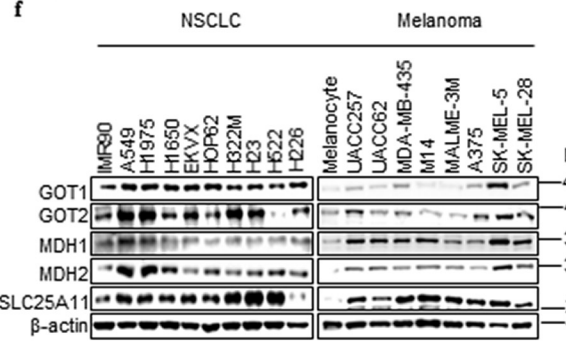 f
NSCLC
Melanoma
IMR90
A549
H1975
H1650
EKVX
HOP62
H322M
H23
H522
H226
Melanocyte
UACC257
UACC62
MDA-MB-435
M14
MALME-3M
A375
SK-MEL-5
SK-MEL-28
GOT1
GOT2
MDH1
MDH2
SLC25A11
β-actin